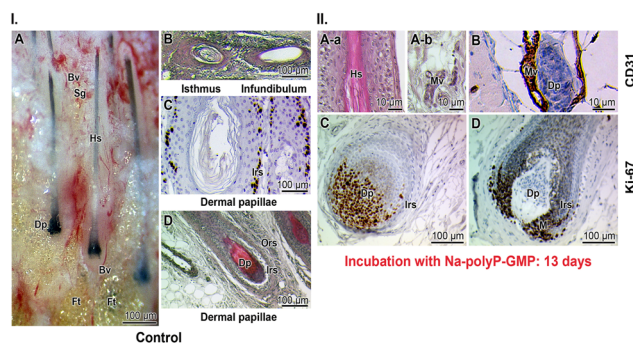 I.
A
Bv
Sg
Hs
Dp
Bv
Ft
Ft
100 µm
B
100 µm
Isthmus Infundibulum
C
Irs
100 µm
Dermal papillae
D
Ors
Dp
Irs
100 µm
Dermal papillae
Control
II.
A-a
Hs
10 µm
A-b
Mv
10 µm
B
Mv
Dp
10 µm
CD31
C
Dp
Irs
100 µm
D
Dp
Irs
M
100 µm
Ki-67
Incubation with Na-polyP-GMP: 13 days